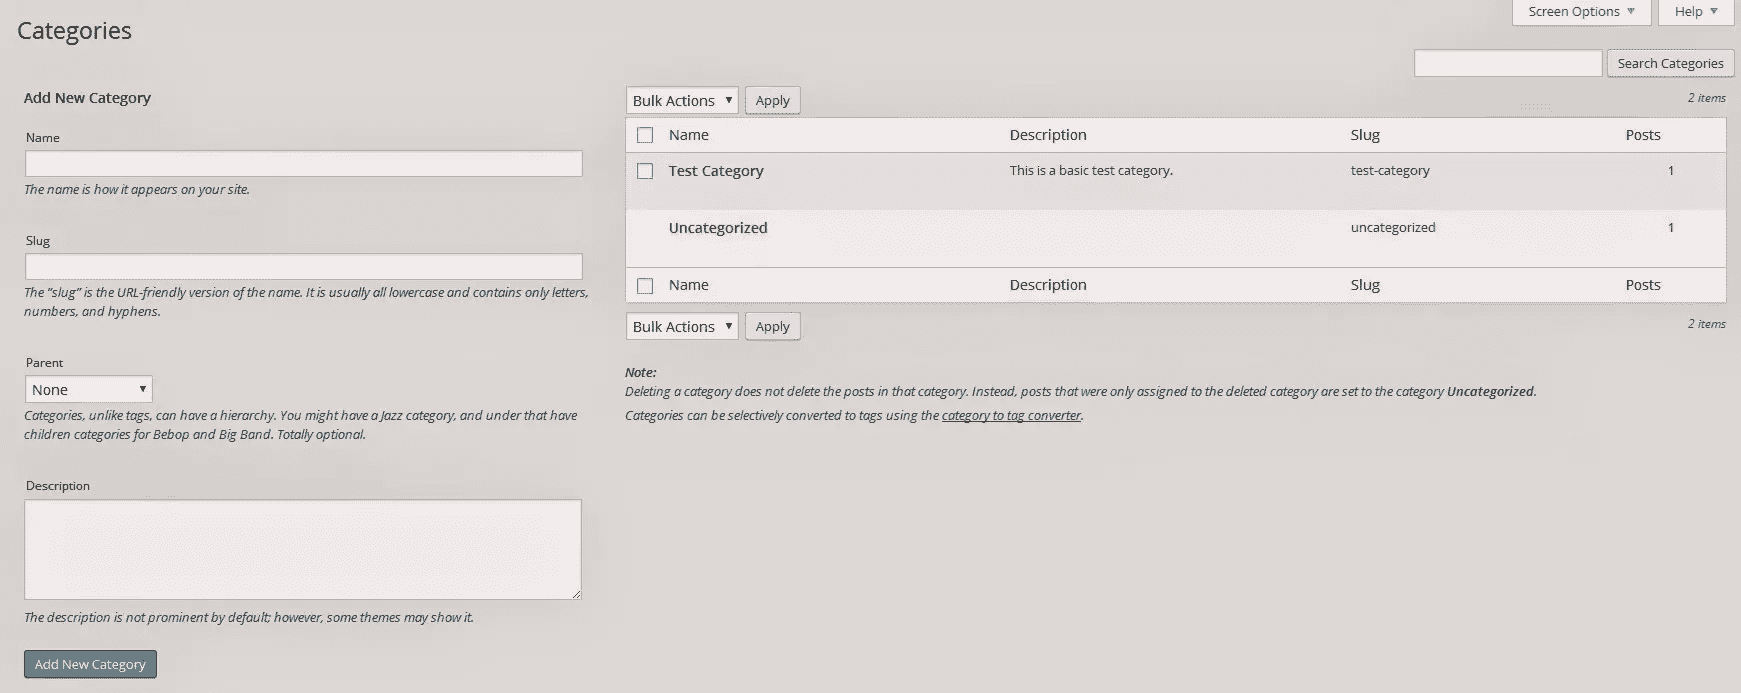 Screen Options ▼ Help ▼
Categories
Search Categories
Add New Category
Name
The name is how it appears on your site.
Slug
The “slug” is the URL-friendly version of the name. It is usually all lowercase and contains only letters,
numbers, and hyphens.
Parent
None ▼
Categories, unlike tags, can have a hierarchy. You might have a Jazz category, and under that have
children categories for Bebop and Big Band. Totally optional.
Description
The description is not prominent by default; however, some themes may show it.
Add New Category
Bulk Actions ▼ Apply 2 items
Name Description Slug Posts
Test Category This is a basic test category. test-category 1
Uncategorized uncategorized 1
Name Description Slug Posts
Bulk Actions ▼ Apply 2 items
Note:
Deleting a category does not delete the posts in that category. Instead, posts that were only assigned to the deleted category are set to the category Uncategorized.
Categories can be selectively converted to tags using the category to tag converter.